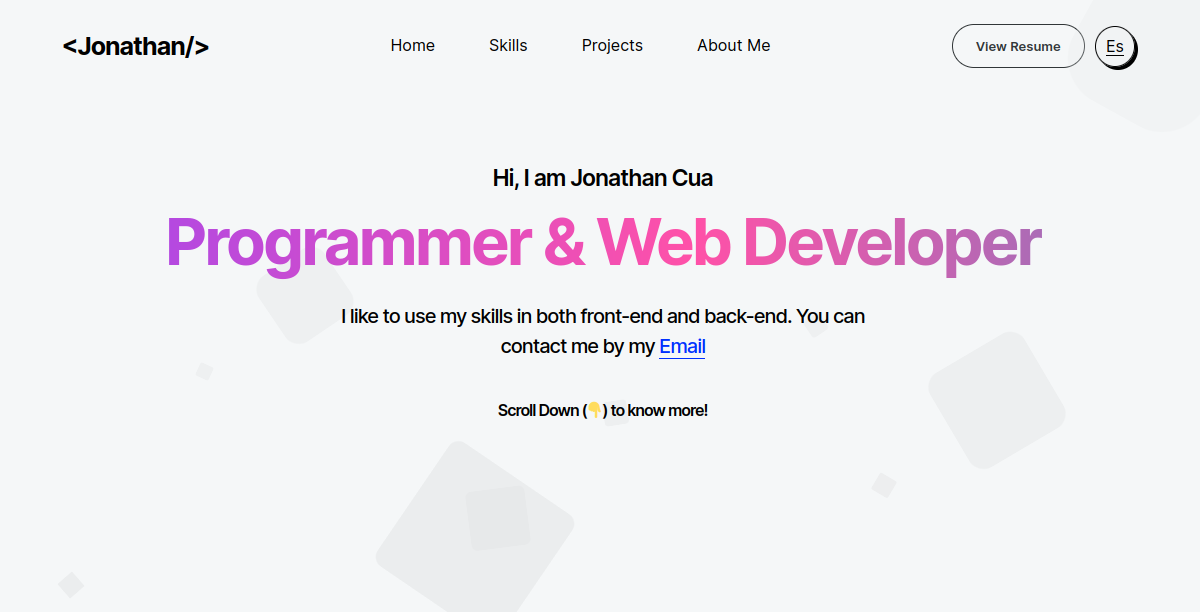 <Jonathan/>
Home Skills Projects About Me
View Resume Es
Hi, I am Jonathan Cua
Programmer & Web Developer
I like to use my skills in both front-end and back-end. You can
contact me by my Email
Scroll Down (👇) to know more!